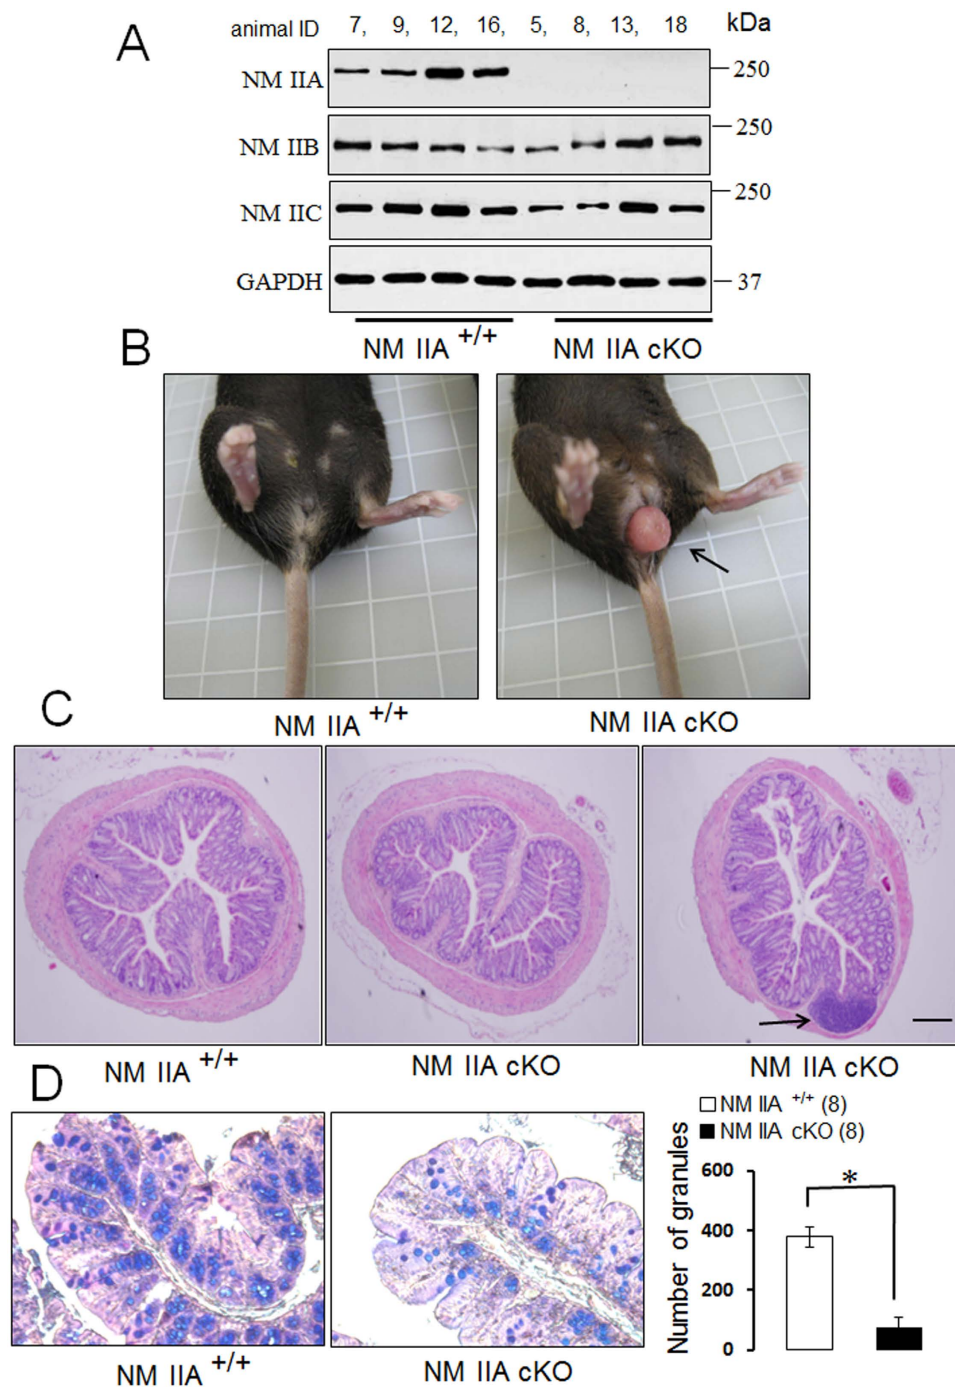 A
animal ID 7, 9, 12, 16, 5, 8, 13, 18 kDa
NM IIA 250
NM IIB 250
NM IIC 250
GAPDH 37
NM IIA +/+ NM IIA cKO
B
NM IIA +/+ NM IIA cKO
C
NM IIA +/+ NM IIA cKO NM IIA cKO
D
NM IIA +/+ (8)
NM IIA cKO (8)
Number of granules
600
*
400
200
0
NM IIA +/+ NM IIA cKO